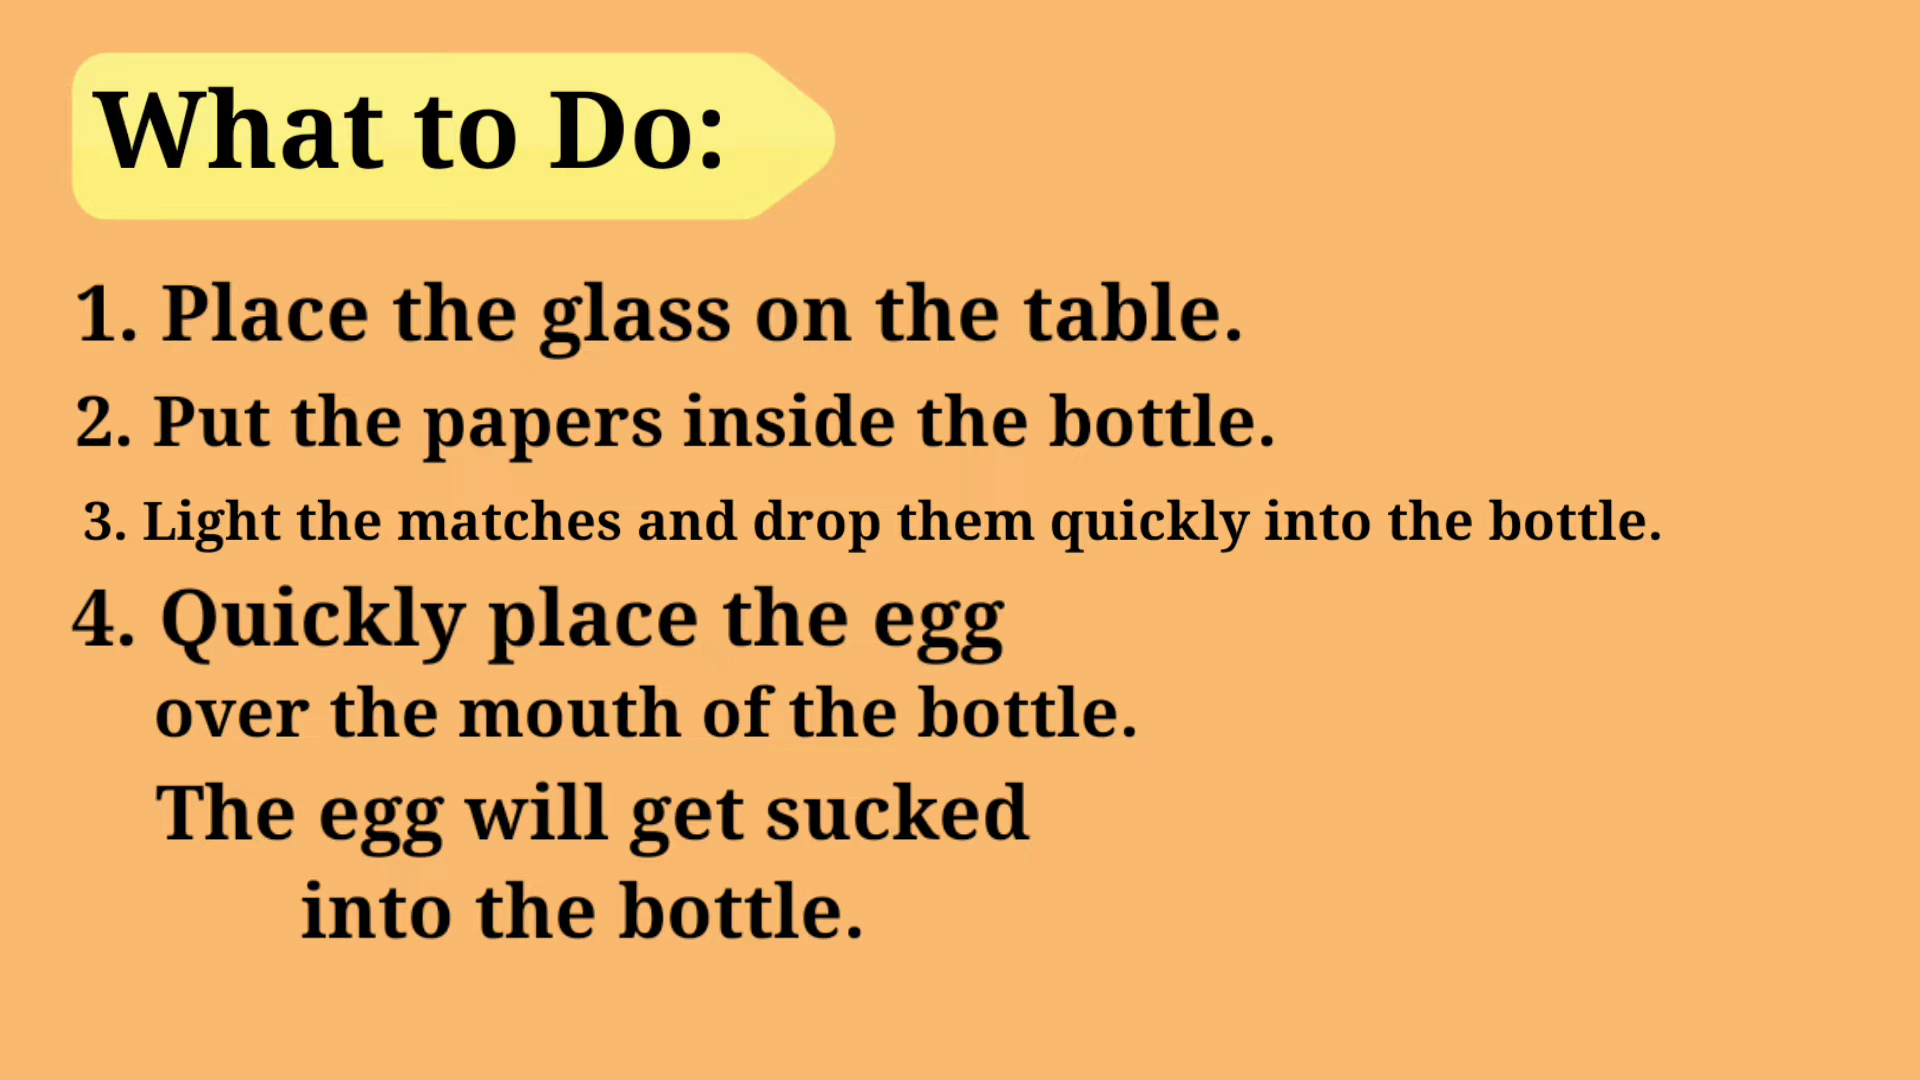 What to Do:
1. Place the glass on the table.
2. Put the papers inside the bottle.
3. Light the matches and drop them quickly into the bottle.
4. Quickly place the egg
over the mouth of the bottle.
The egg will get sucked
into the bottle.